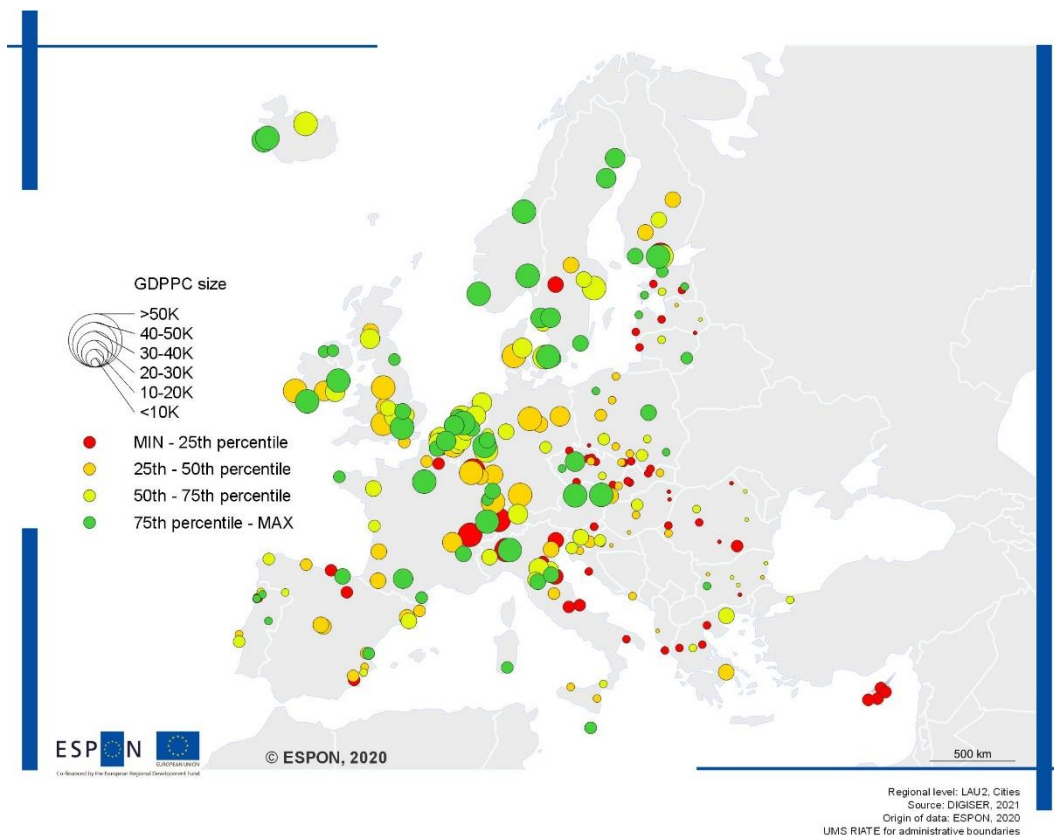 GDPPC size
>50K
40-50K
30-40K
20-30K
10-20K
<10K
MIN - 25th percentile
25th - 50th percentile
50th - 75th percentile
75th percentile - MAX
ESPON
EUROPEAN UNION
Co-financed by the European Regional Development Fund
© ESPON, 2020
500 km
Regional level: LAU2, Cities
Source: DIGISER, 2021
Origin of data: ESPON, 2020
UMS RIATE for administrative boundaries